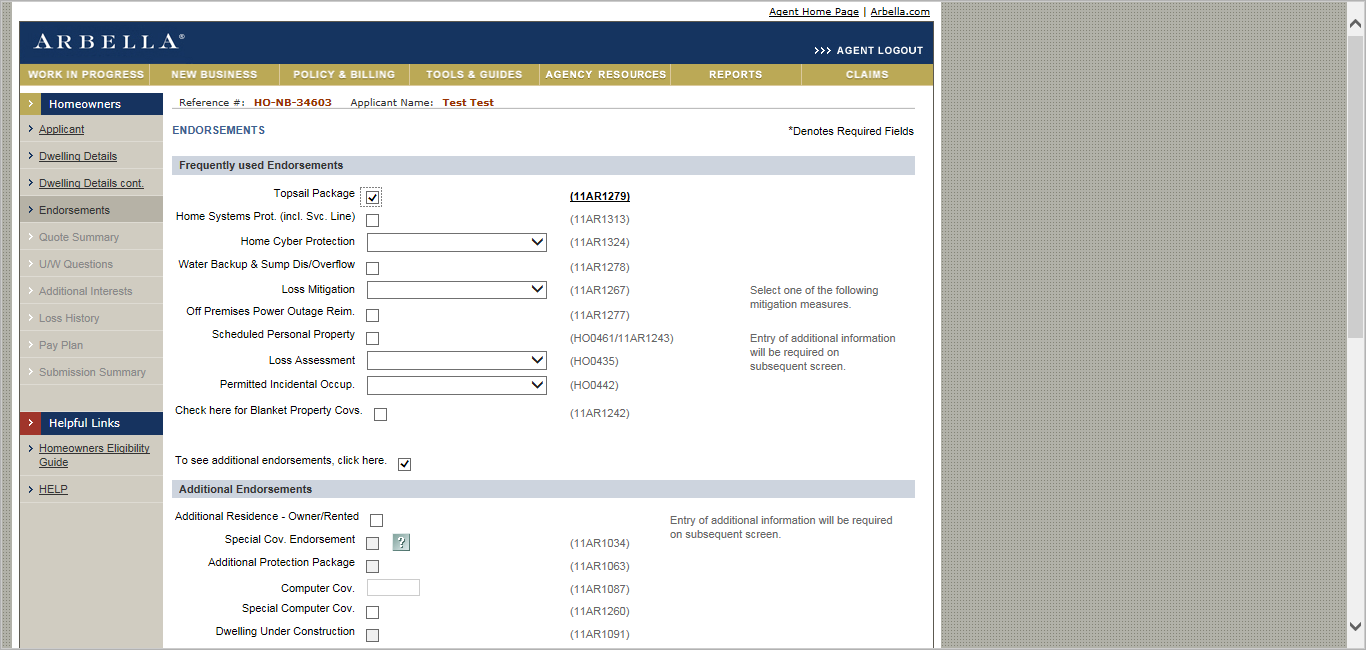 Agent Home Page | Arbella.com
ARBELLA®
>>> AGENT LOGOUT
WORK IN PROGRESS NEW BUSINESS POLICY & BILLING TOOLS & GUIDES AGENCY RESOURCES REPORTS CLAIMS
Homeowners
Applicant
Dwelling Details
Dwelling Details cont.
Endorsements
Quote Summary
U/W Questions
Additional Interests
Loss History
Pay Plan
Submission Summary
Helpful Links
Homeowners Eligibility
Guide
HELP
Reference #: HO-NB-34603 Applicant Name: Test Test
ENDORSEMENTS
*Denotes Required Fields
Frequently used Endorsements
Topsail Package (11AR1279)
Home Systems Prot. (incl. Svc. Line) (11AR1313)
Home Cyber Protection (11AR1324)
Water Backup & Sump Dis/Overflow (11AR1278)
Loss Mitigation (11AR1267) Select one of the following
mitigation measures.
Off Premises Power Outage Reim. (11AR1277)
Scheduled Personal Property (HO0461/11AR1243) Entry of additional information
will be required on
subsequent screen.
Loss Assessment (HO0435)
Permitted Incidental Occup. (HO0442)
Check here for Blanket Property Covs. (11AR1242)
To see additional endorsements, click here.
Additional Endorsements
Additional Residence - Owner/Rented Entry of additional information will be required
on subsequent screen.
Special Cov. Endorsement ? (11AR1034)
Additional Protection Package (11AR1063)
Computer Cov. (11AR1087)
Special Computer Cov. (11AR1260)
Dwelling Under Construction (11AR1091)